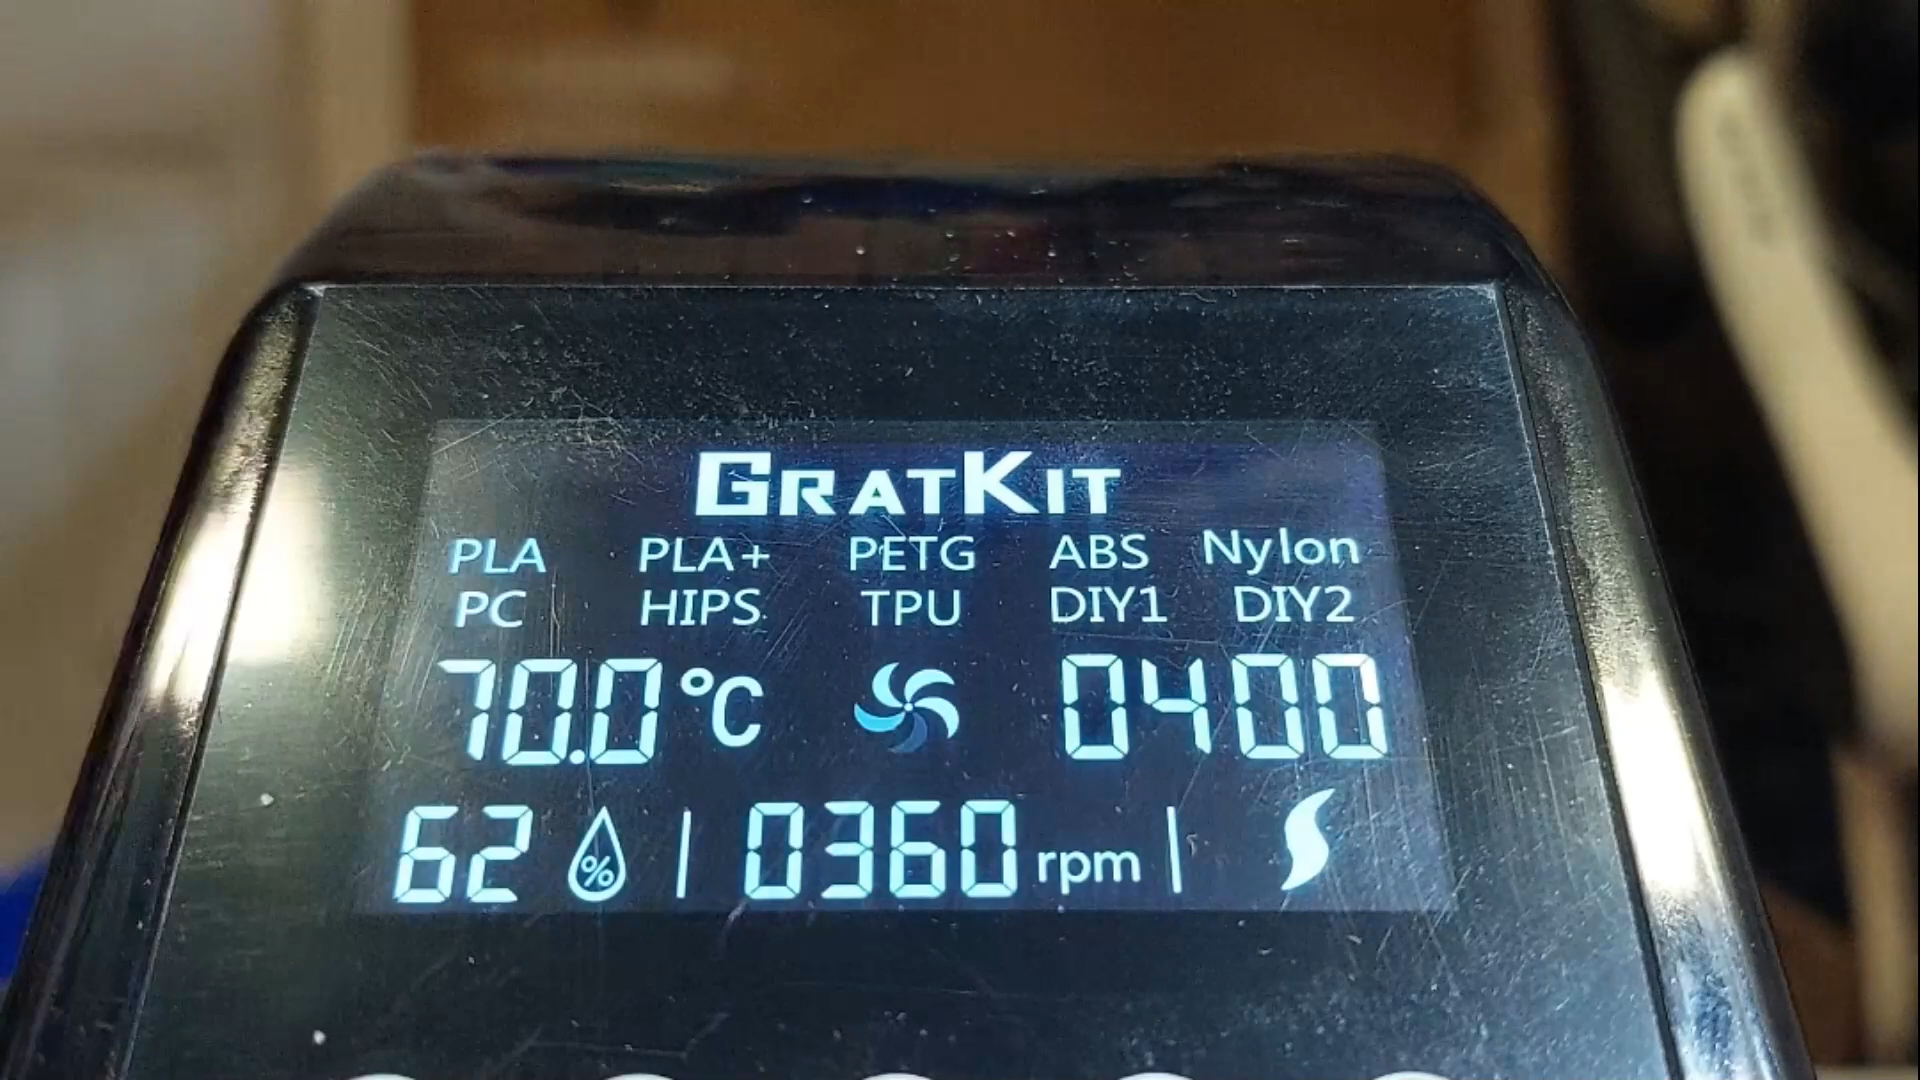 GRATKIT
PLA PLA+ PETG ABS Nylon
PC HIPS TPU DIY1 DIY2
70.0 °C 0400
62 % | 0360 rpm |